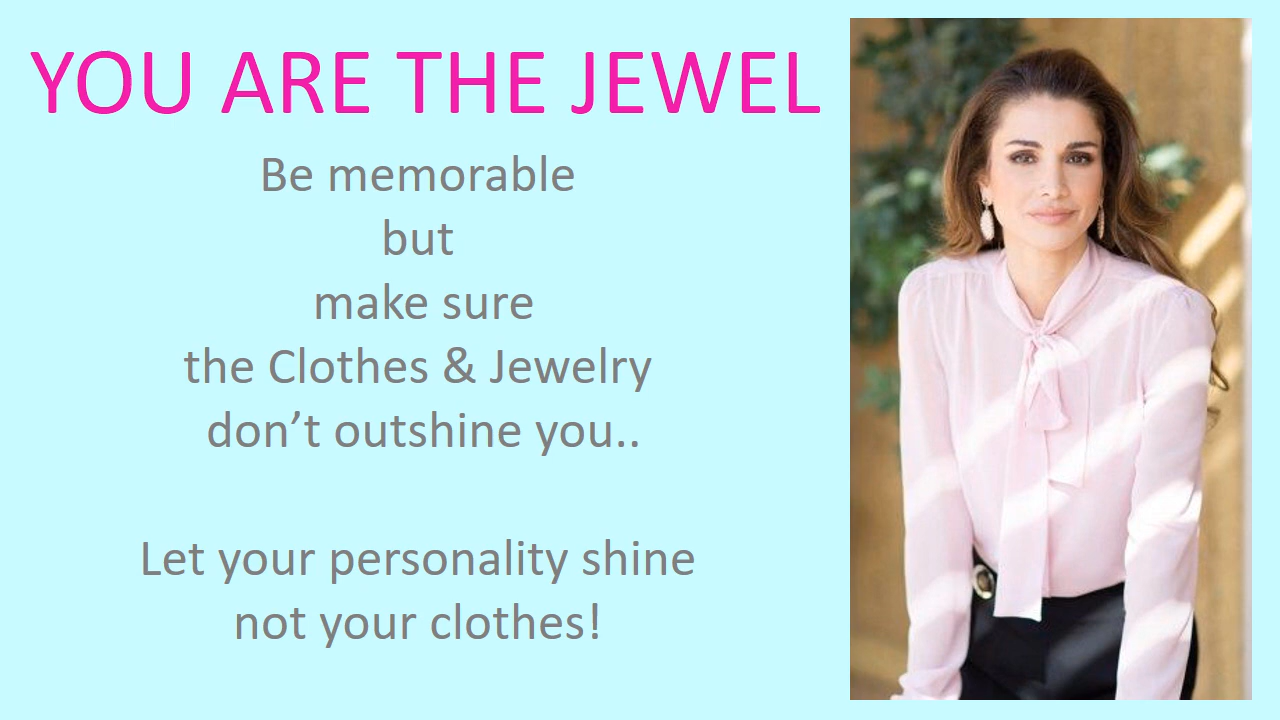 YOU ARE THE JEWEL
Be memorable
but
make sure
the Clothes & Jewelry
don’t outshine you..
Let your personality shine
not your clothes!